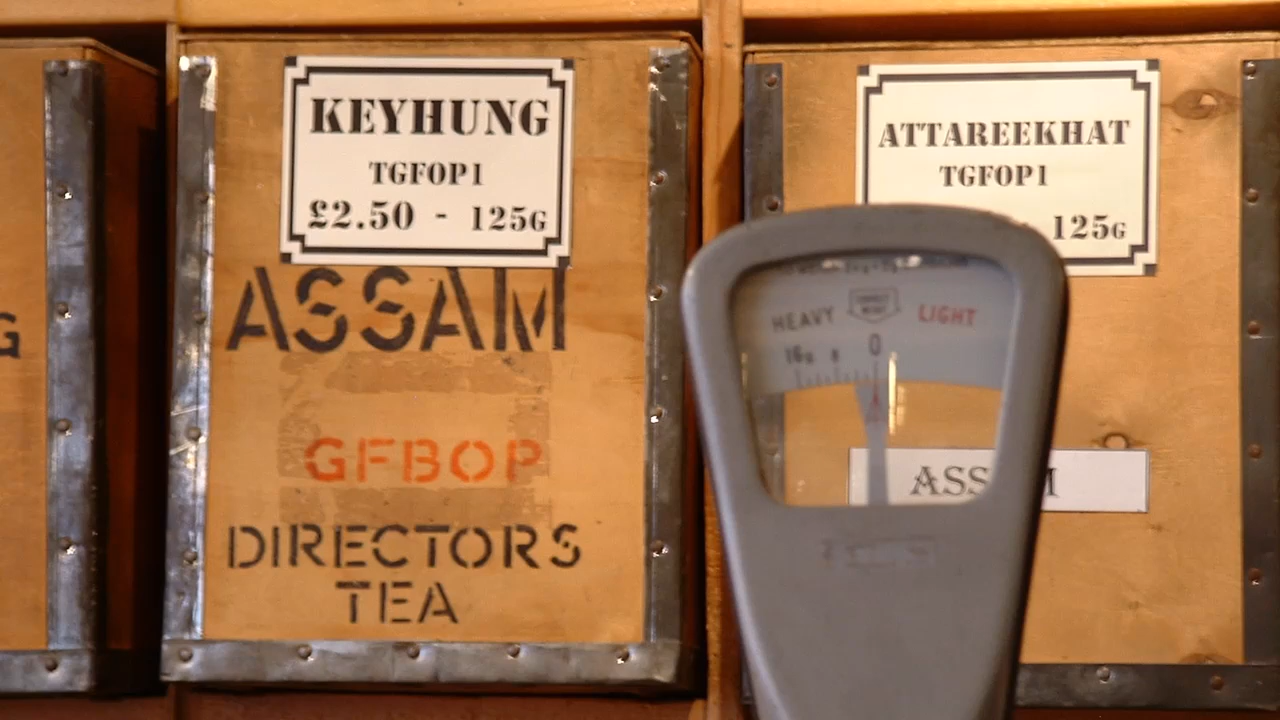 KEYHUNG
TGFOP1
£2.50 - 125G
ASSAM
GFBOP
DIRECTORS
TEA
ATTAREEKHAT
TGFOP1
125G
HEAVY LIGHT
0
G